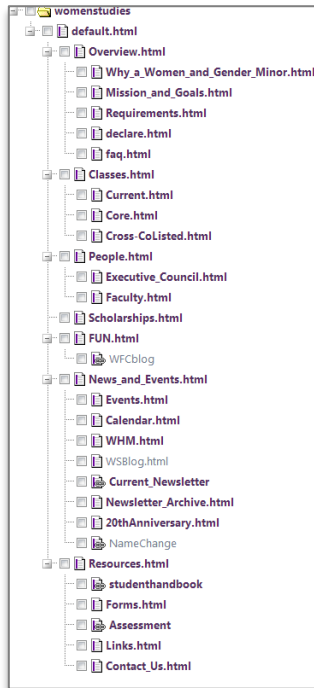 womenstudies
default.html
Overview.html
Why_a_Women_and_Gender_Minor.html
Mission_and_Goals.html
Requirements.html
declare.html
faq.html
Classes.html
Current.html
Core.html
Cross-CoListed.html
People.html
Executive_Council.html
Faculty.html
Scholarships.html
FUN.html
WFCblog
News_and_Events.html
Events.html
Calendar.html
WHM.html
WSBlog.html
Current_Newsletter
Newsletter_Archive.html
20thAnniversary.html
NameChange
Resources.html
studenthandbook
Forms.html
Assessment
Links.html
Contact_Us.html